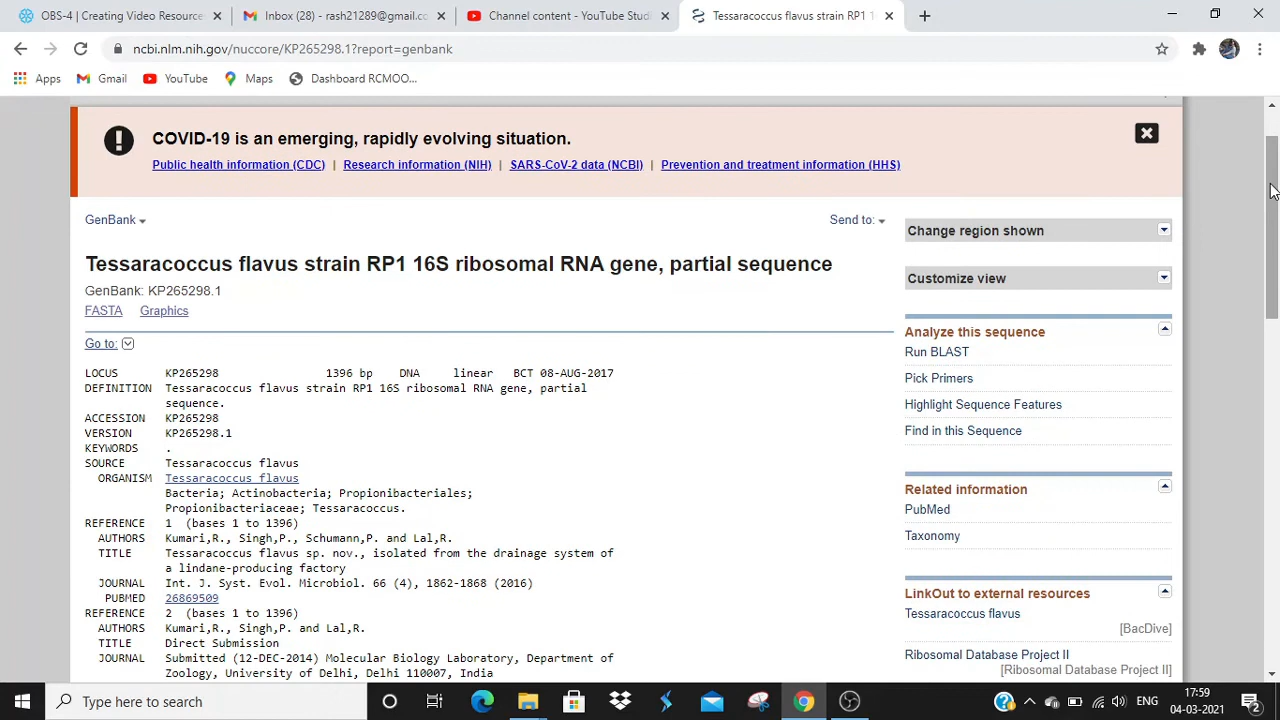 OBS-4 | Creating Video Resource
Inbox (29) - rash21289@gmail.co
Channel content - YouTube Studi
Tessaracoccus flavus strain RP1 1
ncbi.nlm.nih.gov/nuccore/KP265298.1?report=genbank
Apps Gmail YouTube Maps Dashboard RCMOO...
COVID-19 is an emerging, rapidly evolving situation.
Public health information (CDC) | Research information (NIH) | SARS-CoV-2 data (NCBI) | Prevention and treatment information (HHS)
GenBank
Send to:
Tessaracoccus flavus strain RP1 16S ribosomal RNA gene, partial sequence
GenBank: KP265298.1
FASTA Graphics
Go to:
LOCUS KP265298 1396 bp DNA linear BCT 08-AUG-2017
DEFINITION Tessaracoccus flavus strain RP1 16S ribosomal RNA gene, partial
sequence.
ACCESSION KP265298
VERSION KP265298.1
KEYWORDS .
SOURCE Tessaracoccus flavus
ORGANISM Tessaracoccus flavus
Bacteria; Actinobacteria; Propionibacteriales;
Propionibacteriaceae; Tessaracoccus.
REFERENCE 1 (bases 1 to 1396)
AUTHORS Kumari,R., Singh,P., Schumann,P. and Lal,R.
TITLE Tessaracoccus flavus sp. nov., isolated from the drainage system of
a lindane-producing factory
JOURNAL Int. J. Syst. Evol. Microbiol. 66 (4), 1862-1868 (2016)
PUBMED 26869509
REFERENCE 2 (bases 1 to 1396)
AUTHORS Kumari,R., Singh,P. and Lal,R.
TITLE Direct Submission
JOURNAL Submitted (12-DEC-2014) Molecular Biology Laboratory, Department of
Zoology, University of Delhi, Delhi 110007, India
Change region shown
Customize view
Analyze this sequence
Run BLAST
Pick Primers
Highlight Sequence Features
Find in this Sequence
Related information
PubMed
Taxonomy
LinkOut to external resources
Tessaracoccus flavus
[BacDive]
Ribosomal Database Project II
[Ribosomal Database Project II]
Type here to search
ENG
17:59
04-03-2021
2